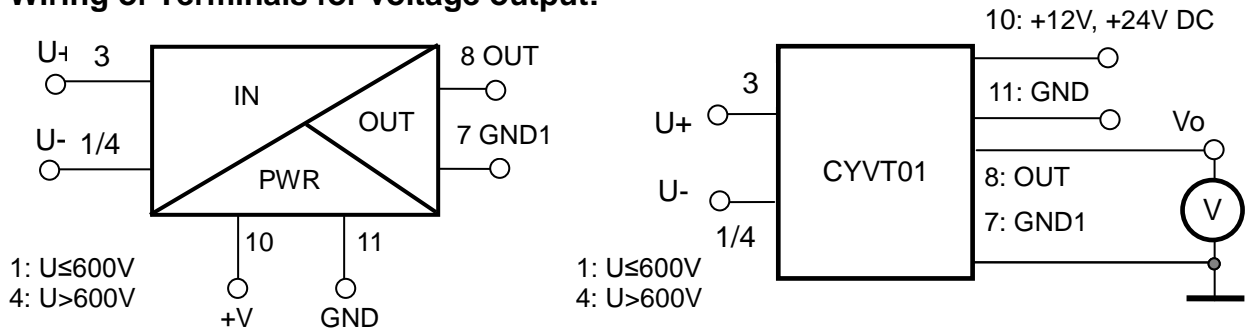 Wiring of Terminals for Voltage output:
U+ 3
U- 1/4
IN
OUT
PWR
8 OUT
7 GND1
10
11
+V
GND
1: U≤600V
4: U>600V
10: +12V, +24V DC
11: GND
3
U+
U-
1/4
CYVT01
8: OUT
7: GND1
Vo
V
1: U≤600V
4: U>600V